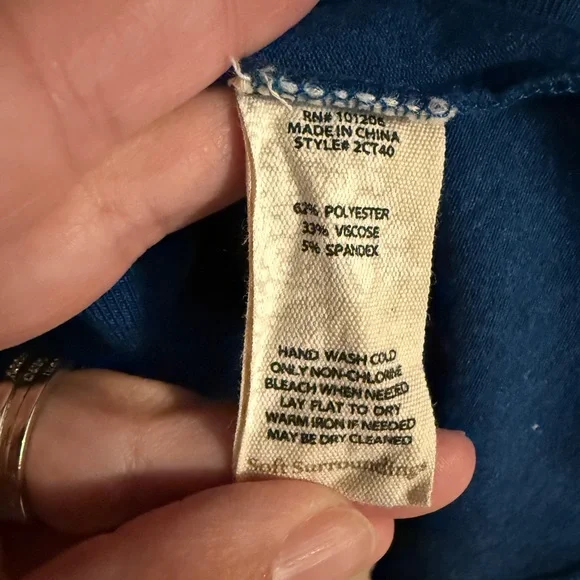 RN# 101206
MADE IN CHINA
STYLE# 2CT40
62% POLYESTER
33% VISCOSE
5% SPANDEX
HAND WASH COLD
ONLY NON-CHLORINE
BLEACH WHEN NEEDED
LAY FLAT TO DRY
WARM IRON IF NEEDED
MAY BE DRY CLEANED
Soft Surroundings